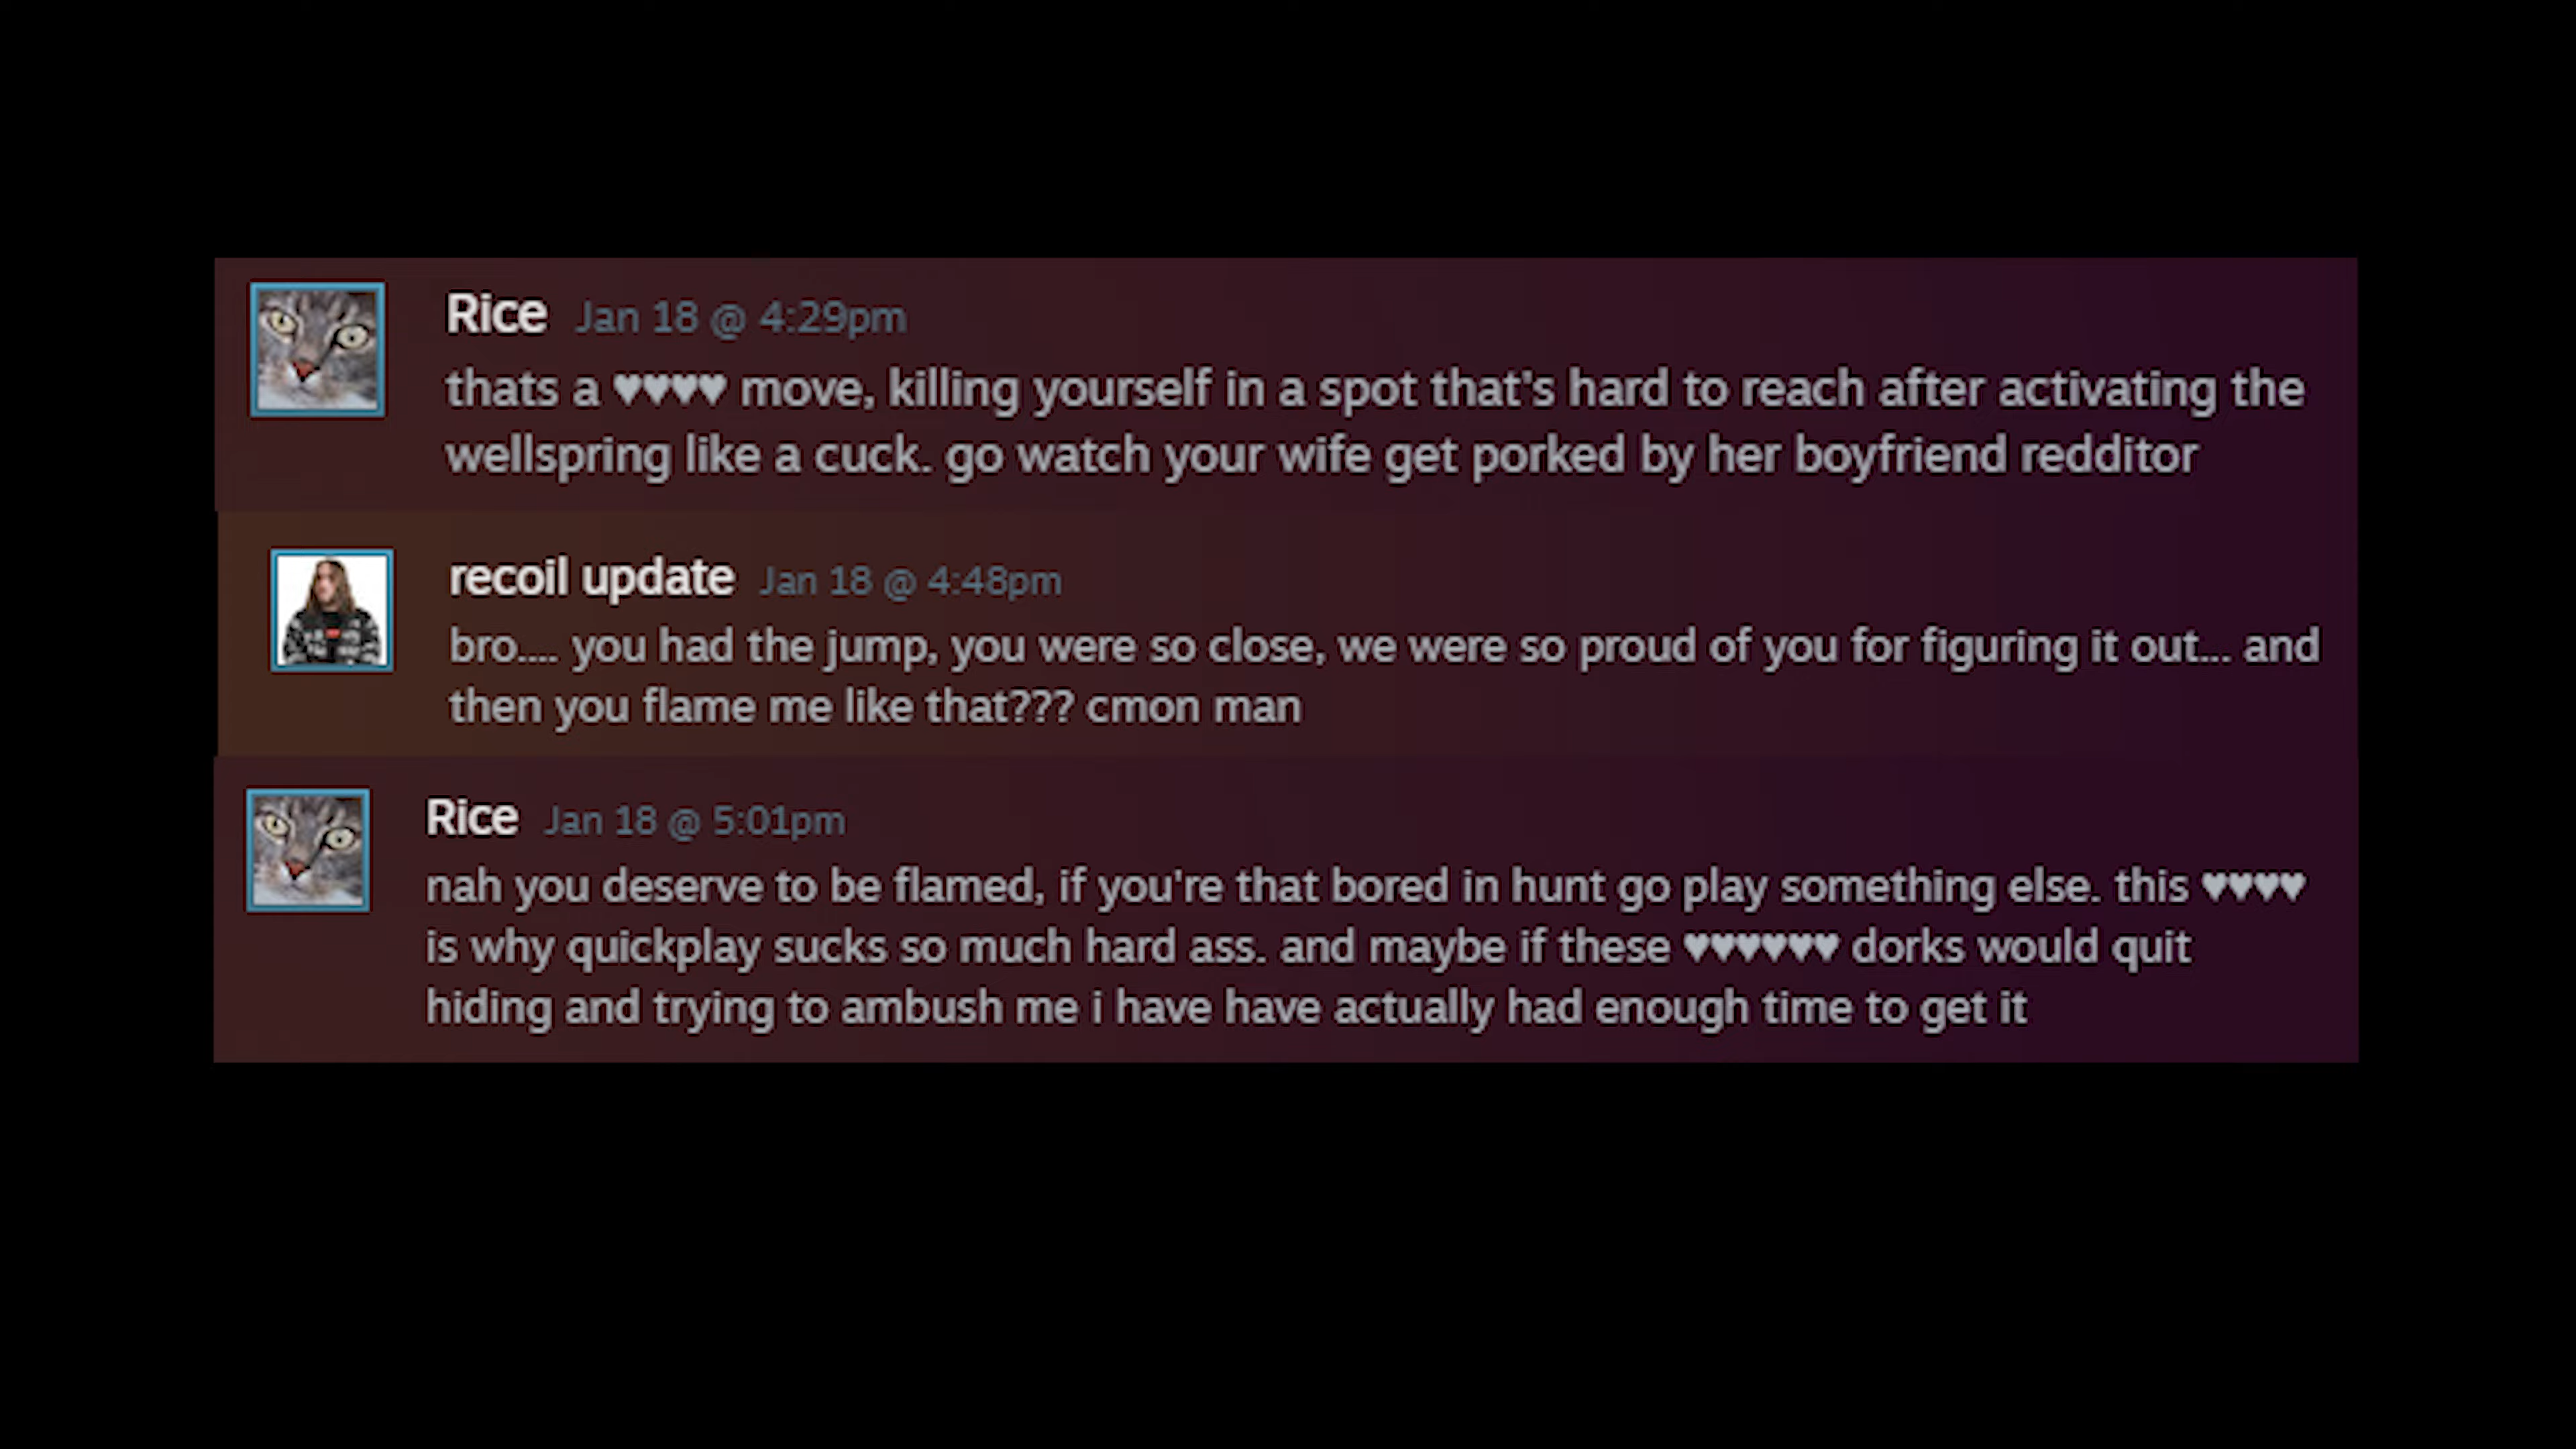 Rice Jan 18 @ 4:29pm
thats a ♥♥♥♥ move, killing yourself in a spot that's hard to reach after activating the
wellspring like a cuck. go watch your wife get porked by her boyfriend redditor
recoil update Jan 18 @ 4:48pm
bro.... you had the jump, you were so close, we were so proud of you for figuring it out... and
then you flame me like that??? cmon man
Rice Jan 18 @ 5:01pm
nah you deserve to be flamed, if you're that bored in hunt go play something else. this ♥♥♥♥
is why quickplay sucks so much hard ass. and maybe if these ♥♥♥♥♥♥ dorks would quit
hiding and trying to ambush me i have have actually had enough time to get it